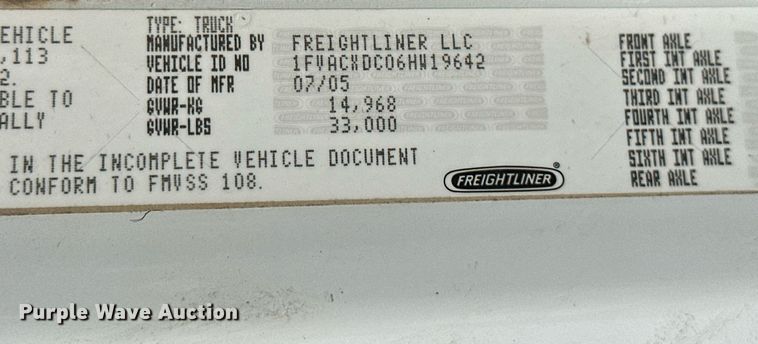 EHICLE
,113
2.
BLE TO
ALLY
TYPE: TRUCK
MANUFACTURED BY FREIGHTLINER LLC
VEHICLE ID NO 1FVACXDC06HW19642
DATE OF MFR 07/05
GVWR-KG 14,968
GVWR-LBS 33,000
IN THE INCOMPLETE VEHICLE DOCUMENT
CONFORM TO FMVSS 108.
FREIGHTLINER®
FRONT AXLE
FIRST INT AXLE
SECOND INT AXLE
THIRD INT AXLE
FOURTH INT AXLE
FIFTH INT AXLE
SIXTH INT AXLE
REAR AXLE
Purple Wave Auction